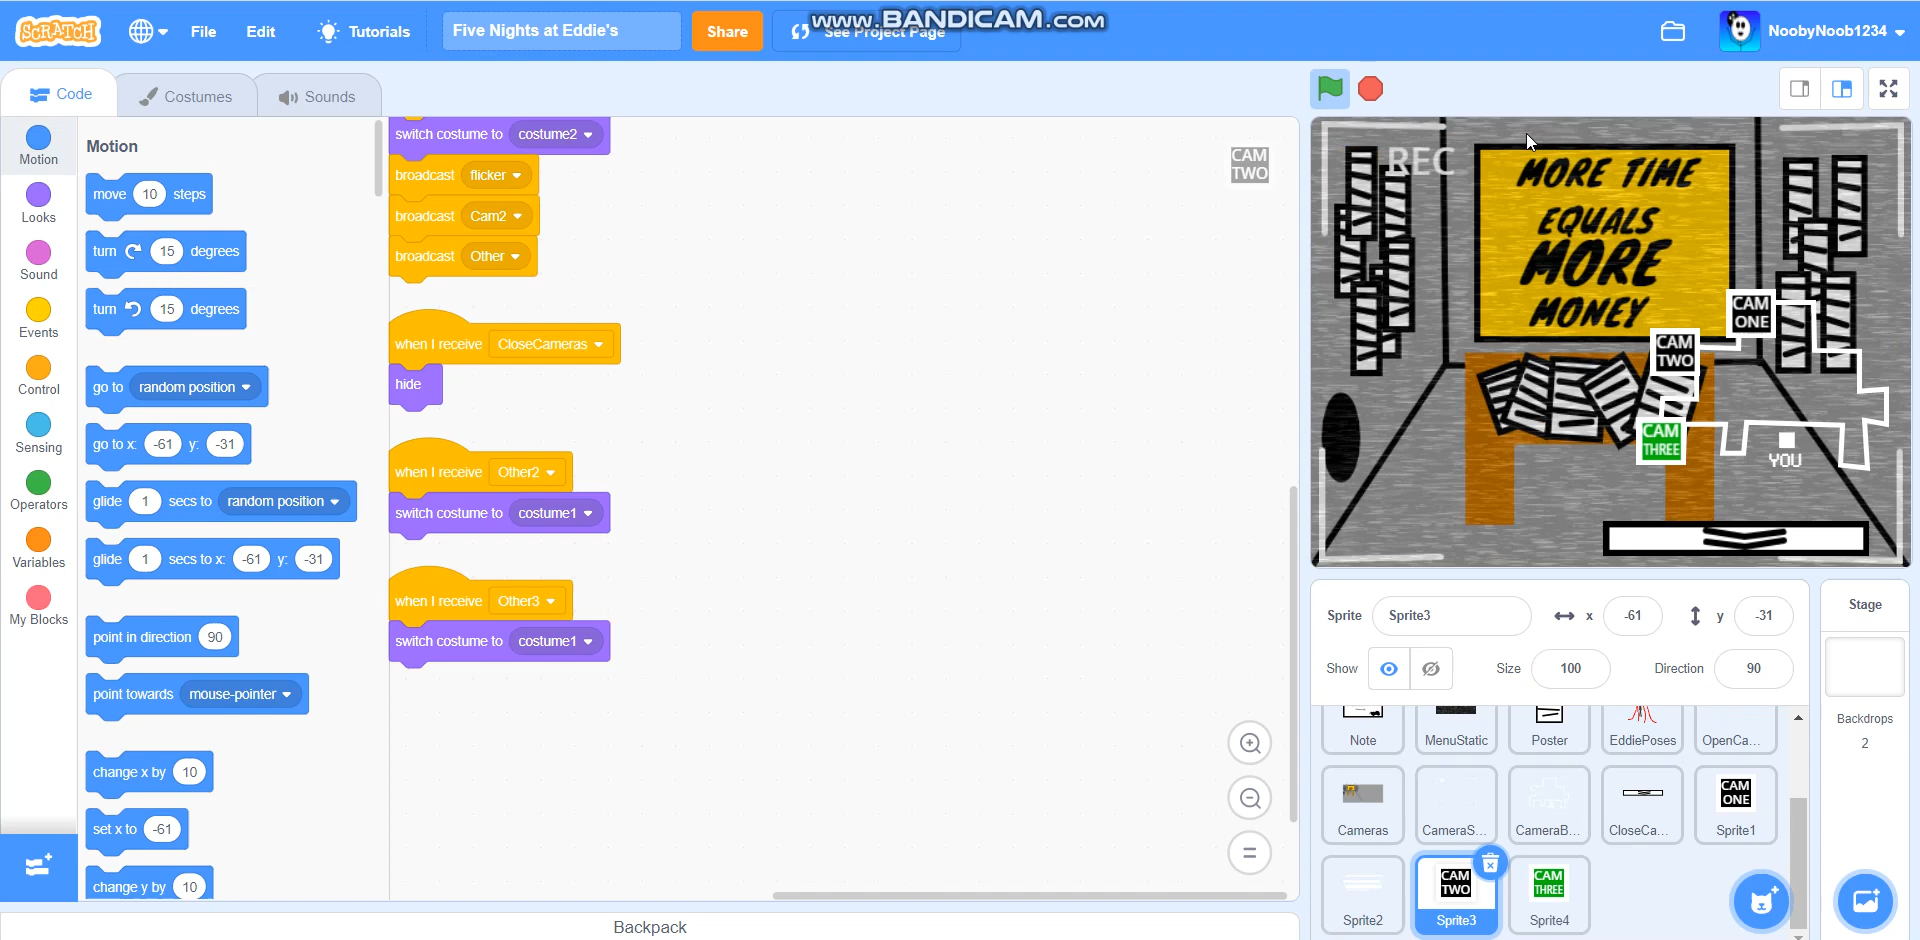 www.BANDICAM.com
SCRATCH
File
Edit
Tutorials
Five Nights at Eddie's
Share
See Project Page
NoobyNoob1234
Code
Costumes
Sounds
Motion
Looks
Sound
Events
Control
Sensing
Operators
Variables
My Blocks
Motion
move 10 steps
turn 15 degrees
turn 15 degrees
go to random position
go to x: -61 y: -31
glide 1 secs to random position
glide 1 secs to x: -61 y: -31
point in direction 90
point towards mouse-pointer
change x by 10
set x to -61
change y by 10
switch costume to costume2
broadcast flicker
broadcast Cam2
broadcast Other
when I receive CloseCameras
hide
when I receive Other2
switch costume to costume1
when I receive Other3
switch costume to costume1
CAM
TWO
Backpack
REC
MORE TIME
EQUALS
MORE
MONEY
CAM
ONE
CAM
TWO
CAM
THREE
YOU
Sprite Sprite3 x -61 y -31
Show Size 100 Direction 90
Note
MenuStatic
Poster
EddiePoses
OpenCa...
Cameras
CameraS...
CameraB...
CloseCa...
CAM
ONE
Sprite1
Sprite2
CAM
TWO
Sprite3
CAM
THREE
Sprite4
Stage
Backdrops
2